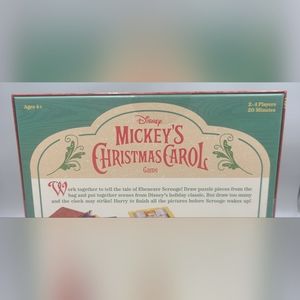 Ages 4+
2-4 Players
20 Minutes
Disney
MICKEY'S
CHRISTMAS CAROL
Game
Work together to tell the tale of Ebenezer Scrooge! Draw puzzle pieces from the
bag and put together scenes from Disney's holiday classic. But draw too many
and the clock may strike! Hurry to finish all the pictures before Scrooge wakes up!